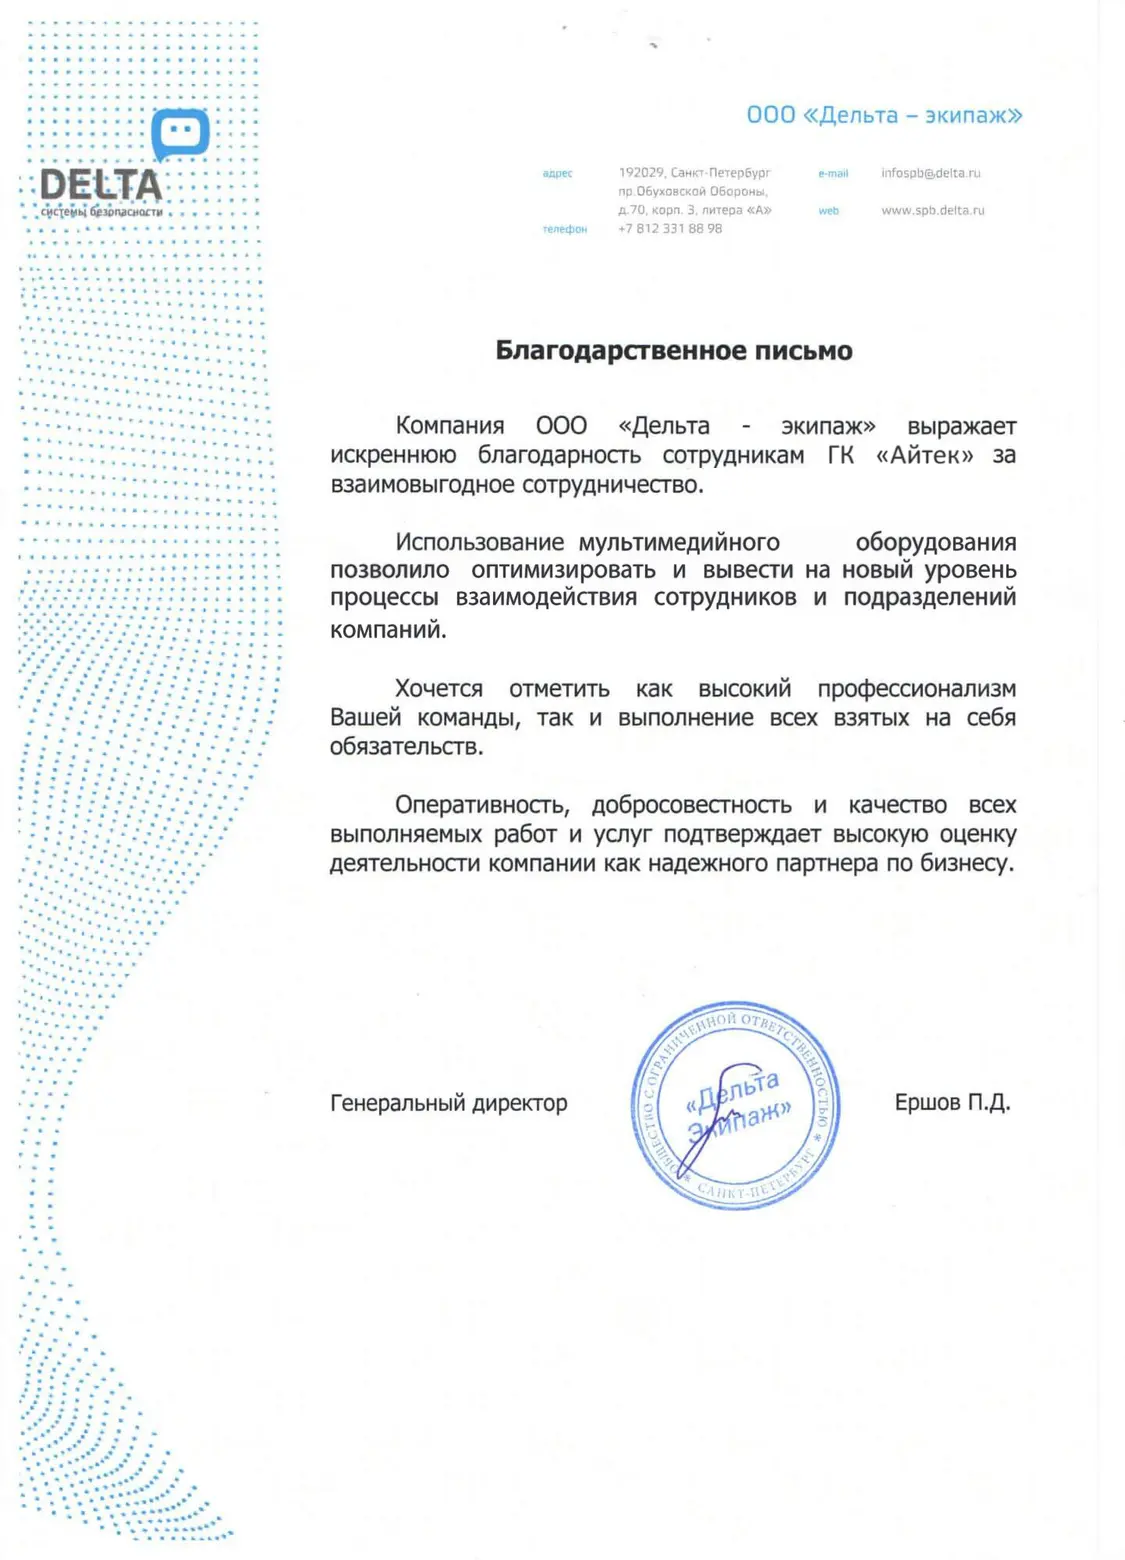 ООО «Дельта – экипаж»
DELTA
системы безопасности
адрес 192029, Санкт-Петербург
пр.Обуховской Обороны,
д.70, корп. 3, литера «А»
телефон +7 812 331 88 98
e-mail infospb@delta.ru
web www.spb.delta.ru
Благодарственное письмо
Компания ООО «Дельта - экипаж» выражает
искреннюю благодарность сотрудникам ГК «Айтек» за
взаимовыгодное сотрудничество.
Использование мультимедийного оборудования
позволило оптимизировать и вывести на новый уровень
процессы взаимодействия сотрудников и подразделений
компаний.
Хочется отметить как высокий профессионализм
Вашей команды, так и выполнение всех взятых на себя
обязательств.
Оперативность, добросовестность и качество всех
выполняемых работ и услуг подтверждает высокую оценку
деятельности компании как надежного партнера по бизнесу.
Генеральный директор
ОБЩЕСТВО С ОГРАНИЧЕННОЙ ОТВЕТСТВЕННОСТЬЮ
* САНКТ-ПЕТЕРБУРГ *
«Дельта
Экипаж»
Ершов П.Д.